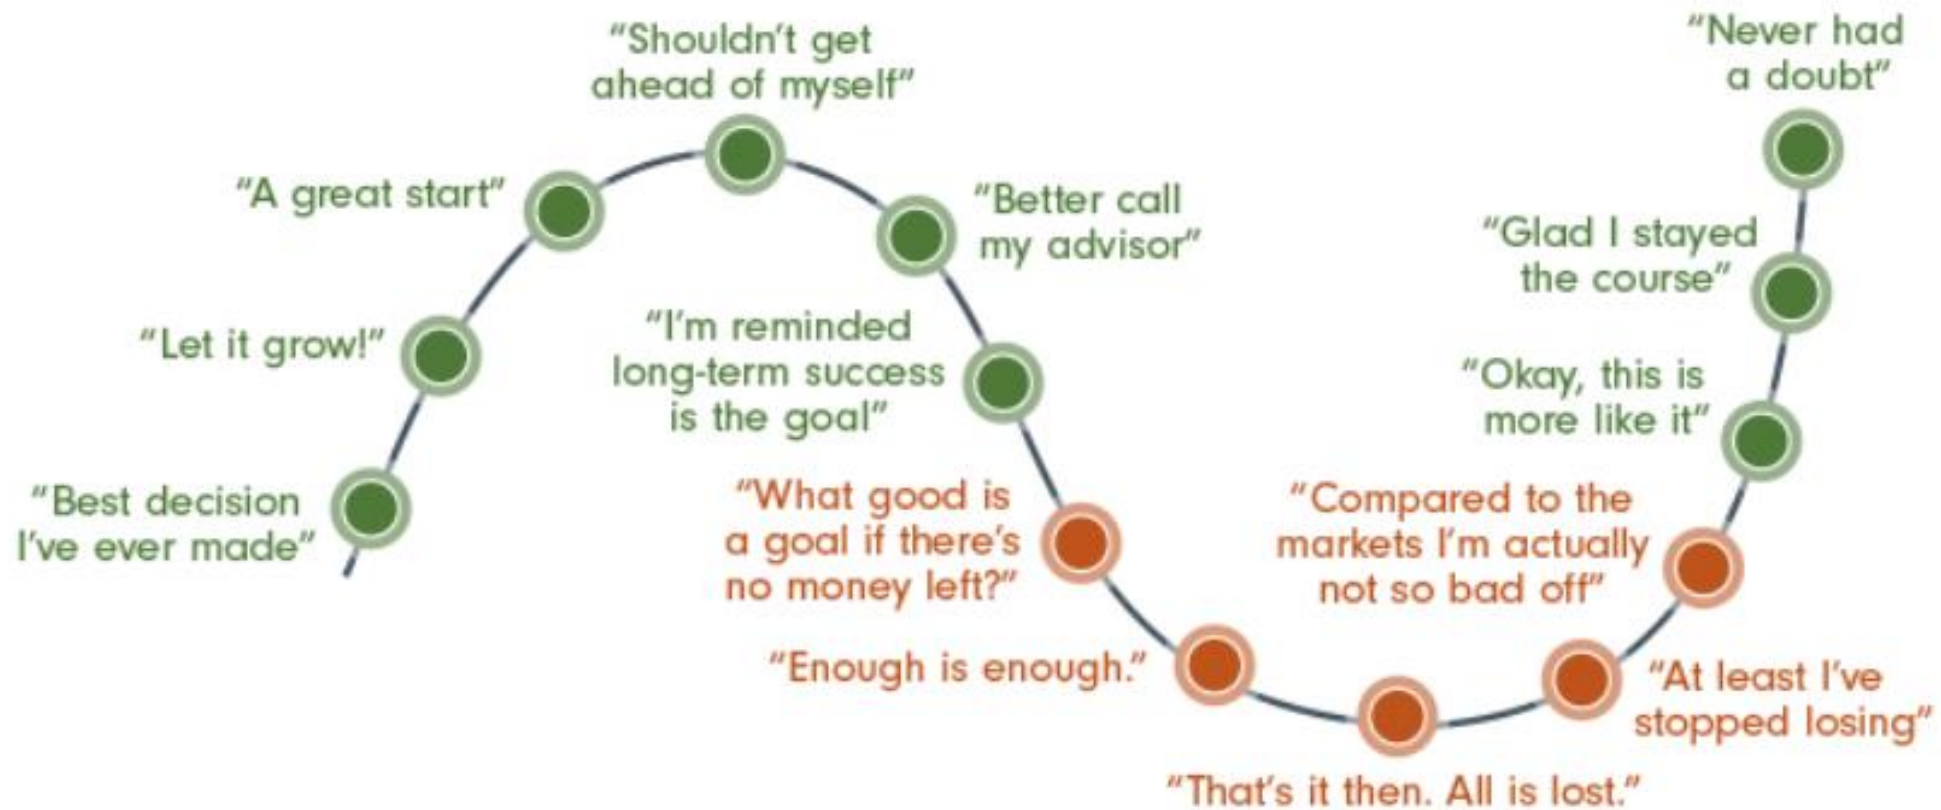 “Best decision
I’ve ever made”
“Let it grow!”
“A great start”
“Shouldn’t get
ahead of myself”
“Better call
my advisor”
“I’m reminded
long-term success
is the goal”
“What good is
a goal if there’s
no money left?”
“Enough is enough.”
“That’s it then. All is lost.”
“At least I’ve
stopped losing”
“Compared to the
markets I’m actually
not so bad off”
“Okay, this is
more like it”
“Glad I stayed
the course”
“Never had
a doubt”